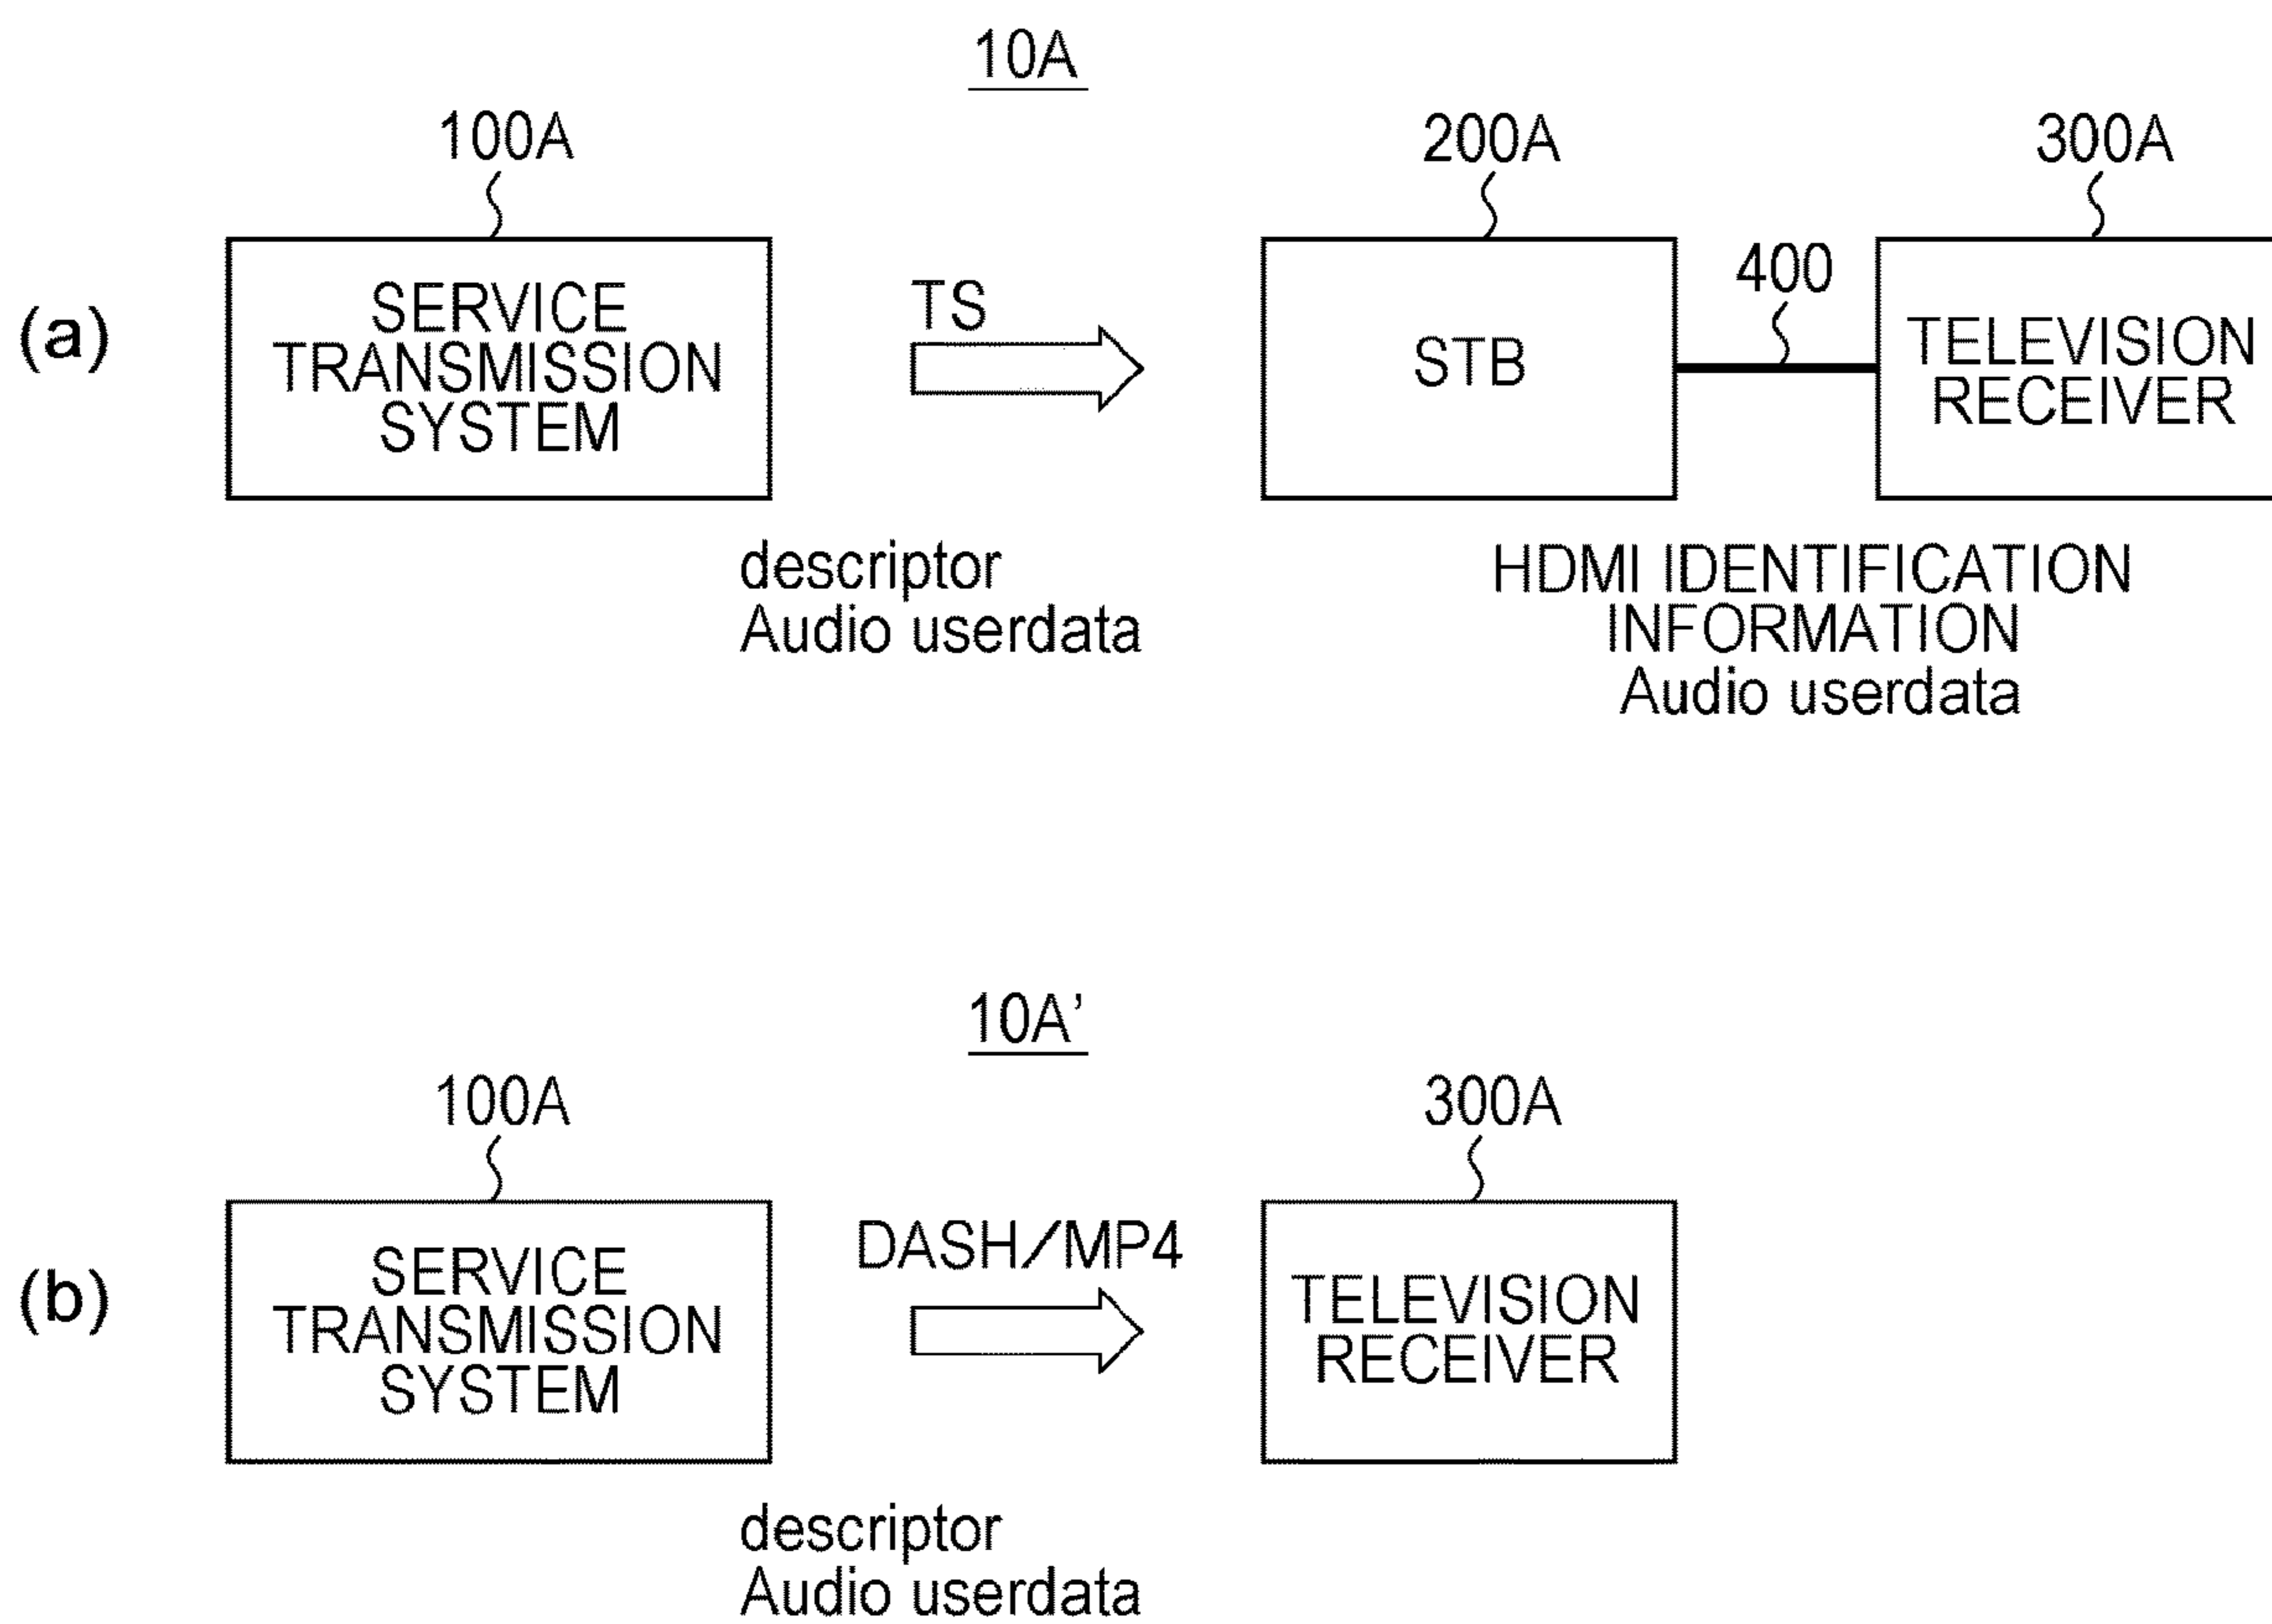 10A
100A
200A
300A
400
(a)
SERVICE
TRANSMISSION
SYSTEM
TS
STB
TELEVISION
RECEIVER
descriptor
Audio userdata
HDMI IDENTIFICATION
INFORMATION
Audio userdata
10A’
100A
300A
(b)
SERVICE
TRANSMISSION
SYSTEM
DASH/MP4
TELEVISION
RECEIVER
descriptor
Audio userdata